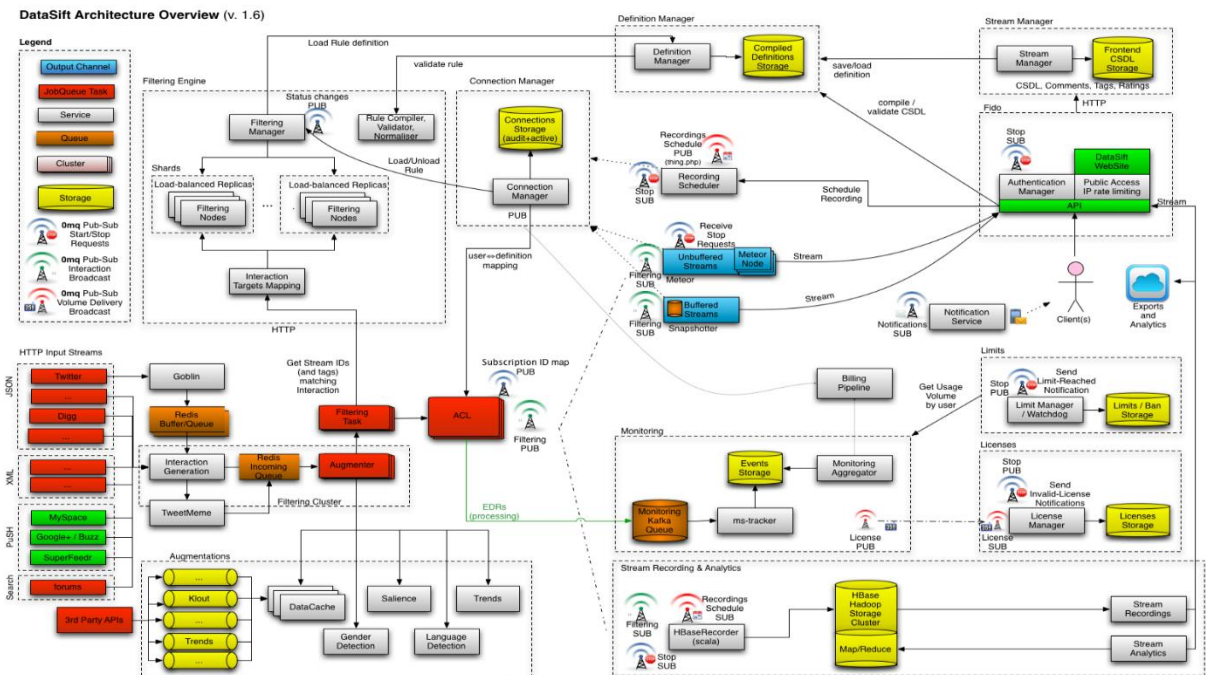 DataSift Architecture Overview (v. 1.6)
Legend
Output Channel
JobQueue Task
Service
Queue
Cluster
Storage
0mq Pub-Sub
Start/Stop
Requests
0mq Pub-Sub
Interaction
Broadcast
0mq Pub-Sub
Volume Delivery
Broadcast
Load Rule definition
validate rule
Filtering Engine
Status changes
PUB
Filtering
Manager
Rule Compiler,
Validator,
Normaliser
Load/Unload
Rule
Shards
Load-balanced Replicas
Filtering
Nodes
...
Load-balanced Replicas
Filtering
Nodes
Interaction
Targets Mapping
HTTP
Connection Manager
Connections
Storage
(audit+active)
Connection
Manager
PUB
user⇔definition
mapping
Definition Manager
Definition
Manager
Compiled
Definitions
Storage
save/load
definition
compile /
validate CSDL
Stream Manager
Stream
Manager
Frontend
CSDL
Storage
CSDL, Comments, Tags, Ratings
HTTP
Fido
Stop
SUB
DataSift
WebSite
Authentication
Manager
Public Access
IP rate limiting
API
Stream
Recordings
Schedule
PUB
(ming.php)
Recording
Scheduler
Stop
SUB
Schedule
Recording
Receive
Stop
Requests
Unbuffered
Streams
Meteor
Node
Meteor
Filtering
SUB
Stream
Buffered
Streams
Snapshotter
Filtering
SUB
Stream
Notifications
SUB
Notification
Service
Client(s)
Exports
and
Analytics
HTTP Input Streams
JSON
Twitter
...
Digg
...
XML
...
...
PuSH
MySpace
Google+ / Buzz
SuperFeedr
Search
forums
Goblin
Redis
Buffer/Queue
Interaction
Generation
TweetMeme
Redis
Incoming
Queue
Augmenter
Filtering Cluster
Filtering
Task
Get Stream IDs
(and tags)
matching
Interaction
ACL
Subscription ID map
PUB
Filtering
PUB
EDRs
(processing)
Billing
Pipeline
Get Usage
Volume
by user
Monitoring
Events
Storage
Monitoring
Aggregator
Monitoring
Kafka
Queue
ms-tracker
License
PUB
Limits
Stop
PUB
Send
Limit-Reached
Notification
Limit Manager
/ Watchdog
Limits / Ban
Storage
Licenses
Stop
PUB
Send
Invalid-License
Notifications
License
SUB
License
Manager
Licenses
Storage
Augmentations
3rd Party APIs
...
Klout
...
Trends
...
DataCache
Salience
Trends
Gender
Detection
Language
Detection
Stream Recording & Analytics
Filtering
SUB
Recordings
Schedule
SUB
HBaseRecorder
(scala)
Stop
SUB
HBase
Hadoop
Storage
Cluster
Map/Reduce
Stream
Recordings
Stream
Analytics